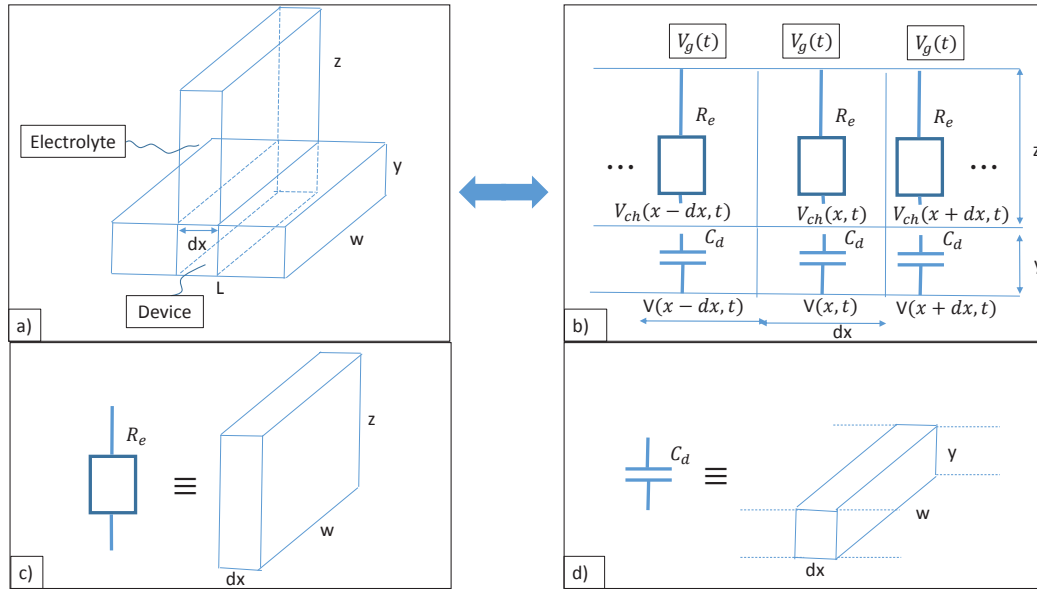 z
Electrolyte
y
dx
w
L
Device
a)
V_g(t) V_g(t) V_g(t)
R_e R_e R_e
z
... ...
V_ch(x − dx, t) V_ch(x, t) V_ch(x + dx, t)
C_d C_d C_d
y
V(x − dx, t) V(x, t) V(x + dx, t)
dx
b)
R_e
≡
z
w
dx
c)
C_d
≡
y
w
dx
d)